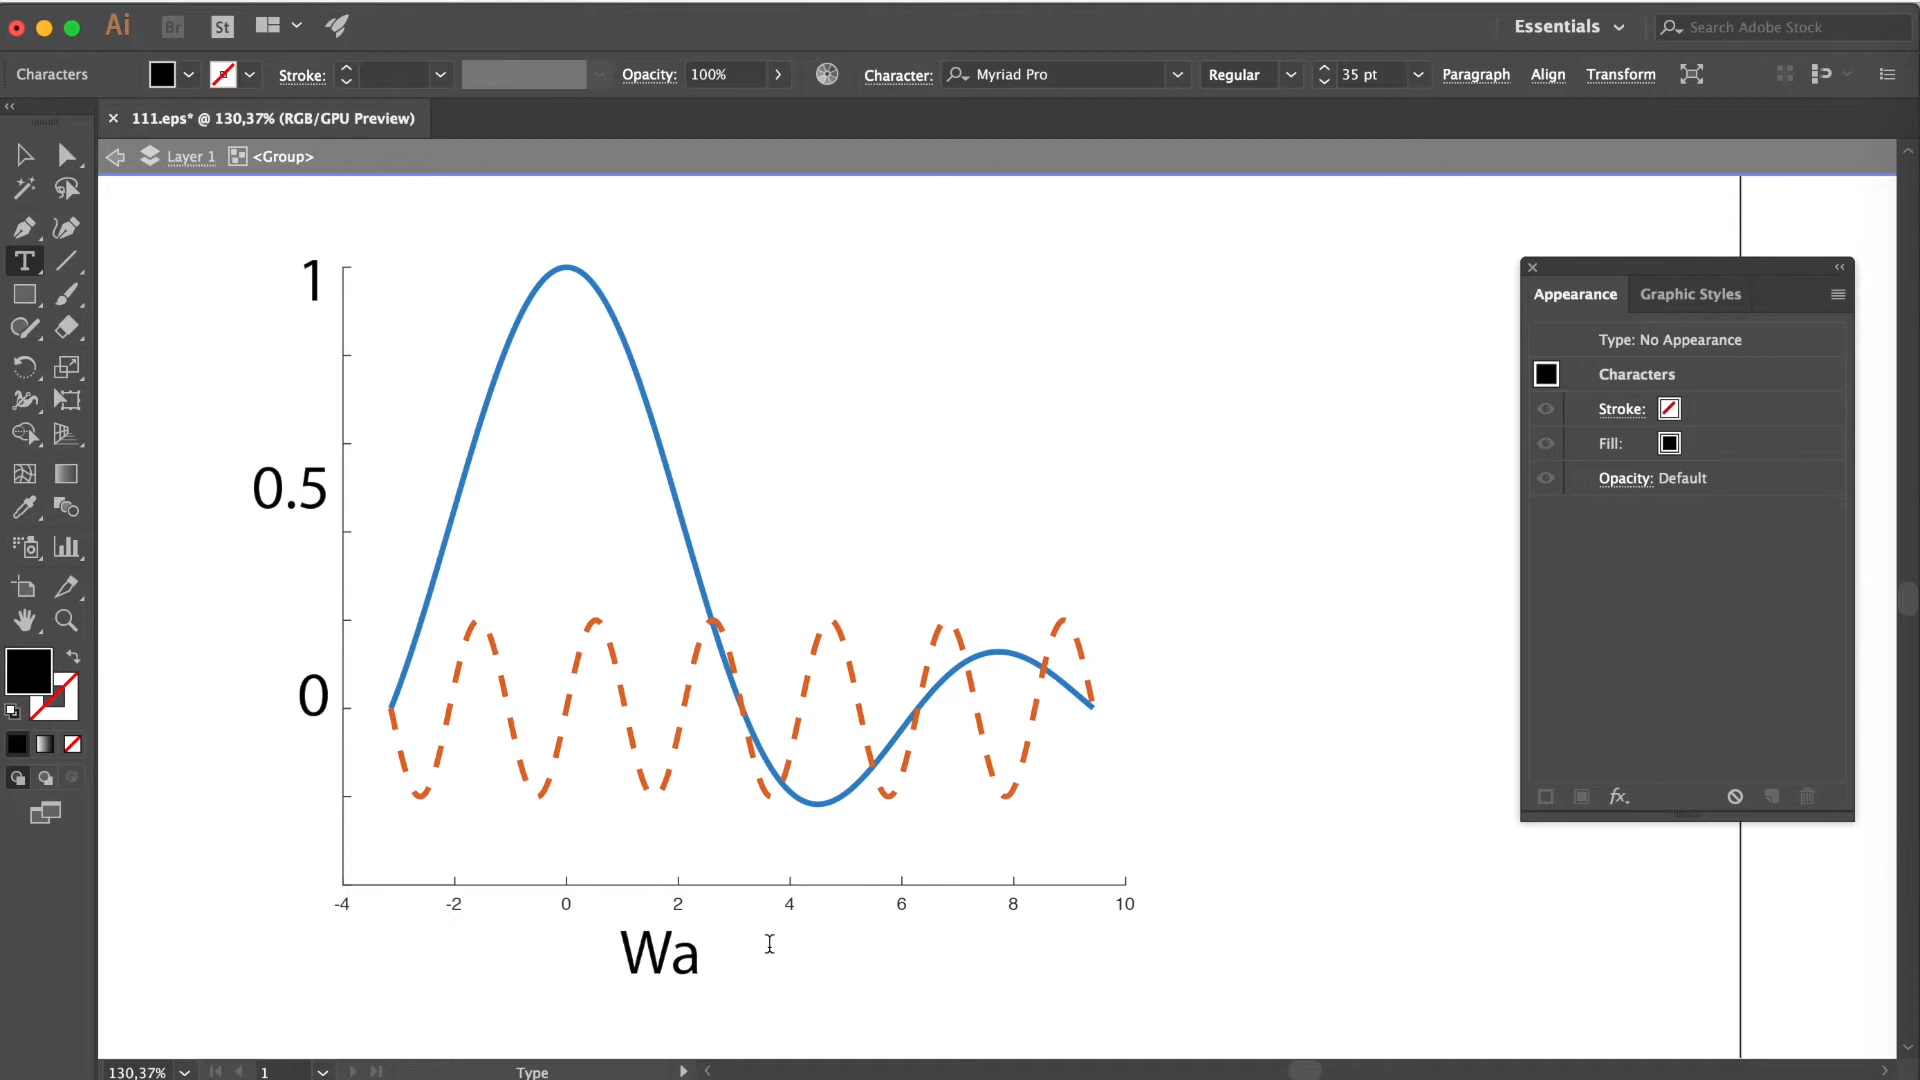 Ai Br St Essentials Search Adobe Stock
Characters Stroke: Opacity: 100% Character: Myriad Pro Regular 35 pt Paragraph Align Transform
× 111.eps* @ 130,37% (RGB/GPU Preview)
Layer 1 <Group>
1
0.5
0
-4 -2 0 2 4 6 8 10
Wa
Appearance Graphic Styles
Type: No Appearance
Characters
Stroke:
Fill:
Opacity: Default
fx
130,37% 1 Type